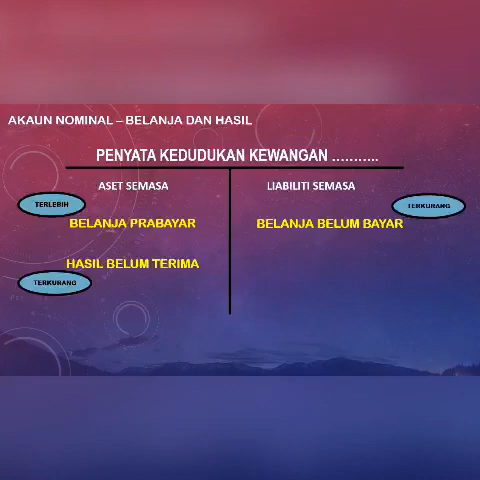 AKAUN NOMINAL – BELANJA DAN HASIL
PENYATA KEDUDUKAN KEWANGAN ………..
ASET SEMASA
LIABILITI SEMASA
TERLEBIH
TERKURANG
BELANJA PRABAYAR
BELANJA BELUM BAYAR
HASIL BELUM TERIMA
TERKURANG